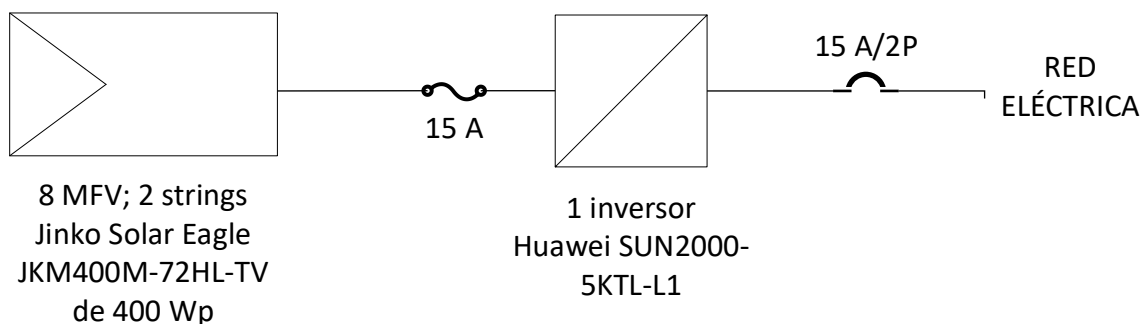 15 A/2P
RED
ELÉCTRICA
15 A
8 MFV; 2 strings
Jinko Solar Eagle
JKM400M-72HL-TV
de 400 Wp
1 inversor
Huawei SUN2000-
5KTL-L1